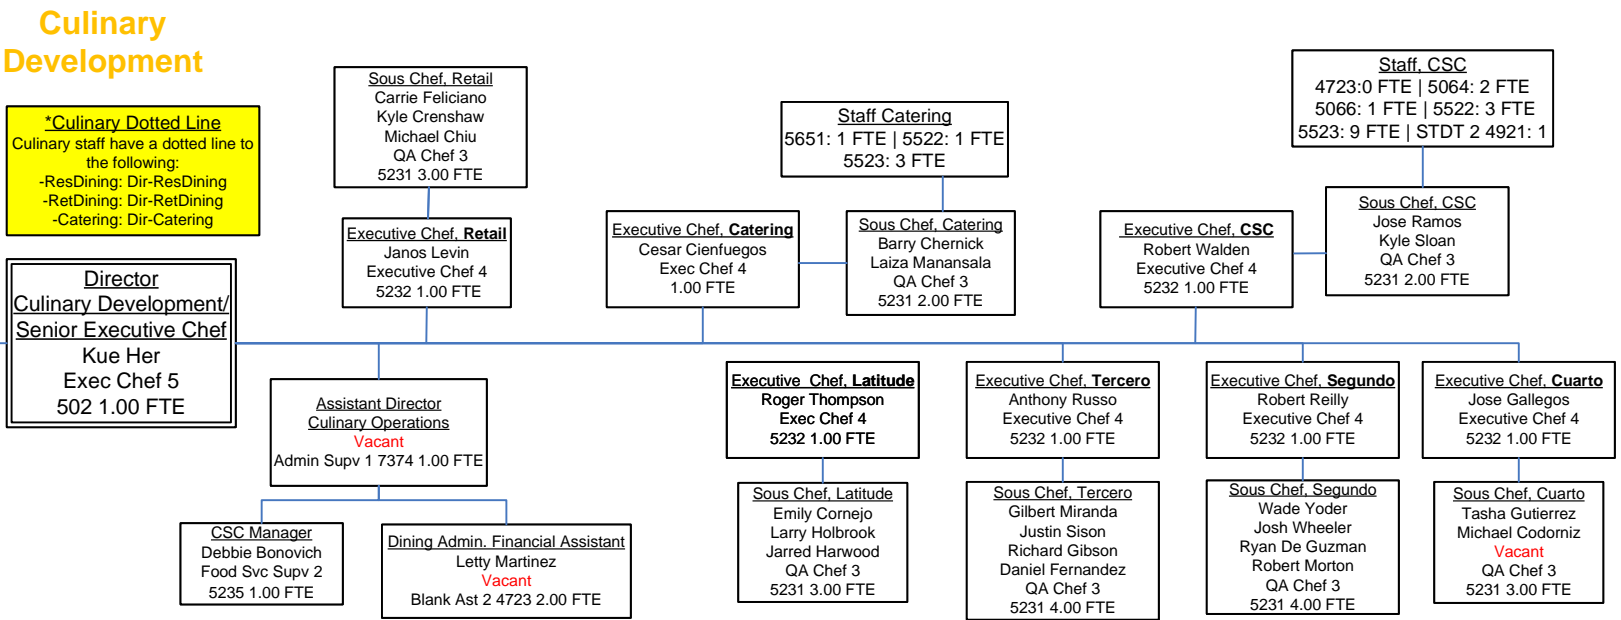 Culinary
Development
*Culinary Dotted Line
Culinary staff have a dotted line to
the following:
-ResDining: Dir-ResDining
-RetDining: Dir-RetDining
-Catering: Dir-Catering
Director
Culinary Development/
Senior Executive Chef
Kue Her
Exec Chef 5
502 1.00 FTE
Sous Chef, Retail
Carrie Feliciano
Kyle Crenshaw
Michael Chiu
QA Chef 3
5231 3.00 FTE
Executive Chef, Retail
Janos Levin
Executive Chef 4
5232 1.00 FTE
Staff Catering
5651: 1 FTE | 5522: 1 FTE
5523: 3 FTE
Executive Chef, Catering
Cesar Cienfuegos
Exec Chef 4
1.00 FTE
Sous Chef, Catering
Barry Chernick
Laiza Manansala
QA Chef 3
5231 2.00 FTE
Staff, CSC
4723:0 FTE | 5064: 2 FTE
5066: 1 FTE | 5522: 3 FTE
5523: 9 FTE | STDT 2 4921: 1
Executive Chef, CSC
Robert Walden
Executive Chef 4
5232 1.00 FTE
Sous Chef, CSC
Jose Ramos
Kyle Sloan
QA Chef 3
5231 2.00 FTE
Assistant Director
Culinary Operations
Vacant
Admin Supv 1 7374 1.00 FTE
CSC Manager
Debbie Bonovich
Food Svc Supv 2
5235 1.00 FTE
Dining Admin. Financial Assistant
Letty Martinez
Vacant
Blank Ast 2 4723 2.00 FTE
Executive Chef, Latitude
Roger Thompson
Exec Chef 4
5232 1.00 FTE
Sous Chef, Latitude
Emily Cornejo
Larry Holbrook
Jarred Harwood
QA Chef 3
5231 3.00 FTE
Executive Chef, Tercero
Anthony Russo
Executive Chef 4
5232 1.00 FTE
Sous Chef, Tercero
Gilbert Miranda
Justin Sison
Richard Gibson
Daniel Fernandez
QA Chef 3
5231 4.00 FTE
Executive Chef, Segundo
Robert Reilly
Executive Chef 4
5232 1.00 FTE
Sous Chef, Segundo
Wade Yoder
Josh Wheeler
Ryan De Guzman
Robert Morton
QA Chef 3
5231 4.00 FTE
Executive Chef, Cuarto
Jose Gallegos
Executive Chef 4
5232 1.00 FTE
Sous Chef, Cuarto
Tasha Gutierrez
Michael Codorniz
Vacant
QA Chef 3
5231 3.00 FTE